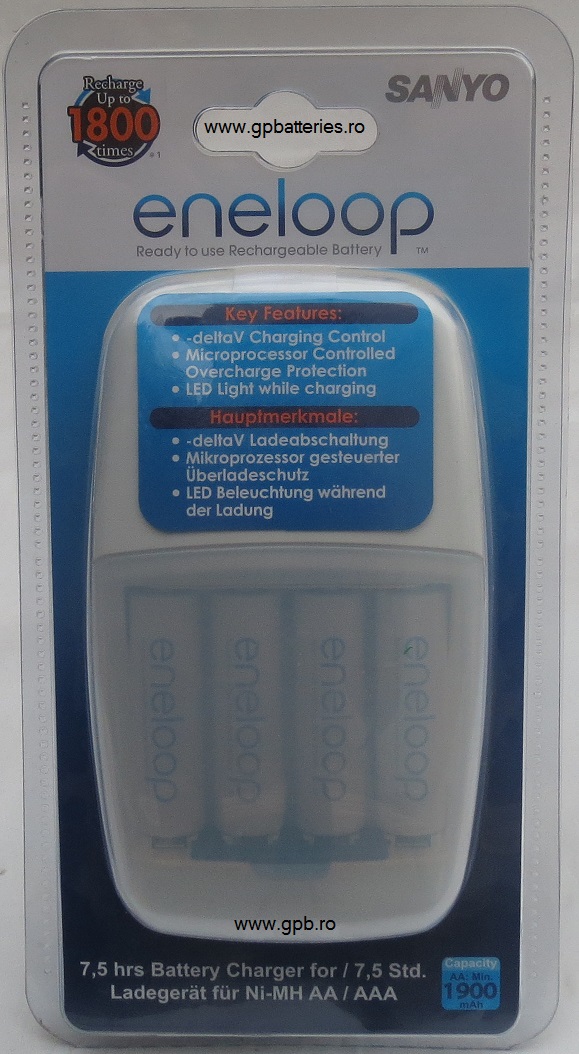 Recharge
Up to
1800
times
※1
SANYO
www.gpbatteries.ro
eneloop
Ready to use Rechargeable Battery ™
Key Features:
• -deltaV Charging Control
• Microprocessor Controlled
Overcharge Protection
• LED Light while charging
Hauptmerkmale:
• -deltaV Ladeabschaltung
• Mikroprozessor gesteuerter
Überladeschutz
• LED Beleuchtung während
der Ladung
eneloop
eneloop
eneloop
eneloop
www.gpb.ro
7,5 hrs Battery Charger for / 7,5 Std.
Ladegerät für Ni-MH AA / AAA
Capacity
AA: Min.
1900
mAh